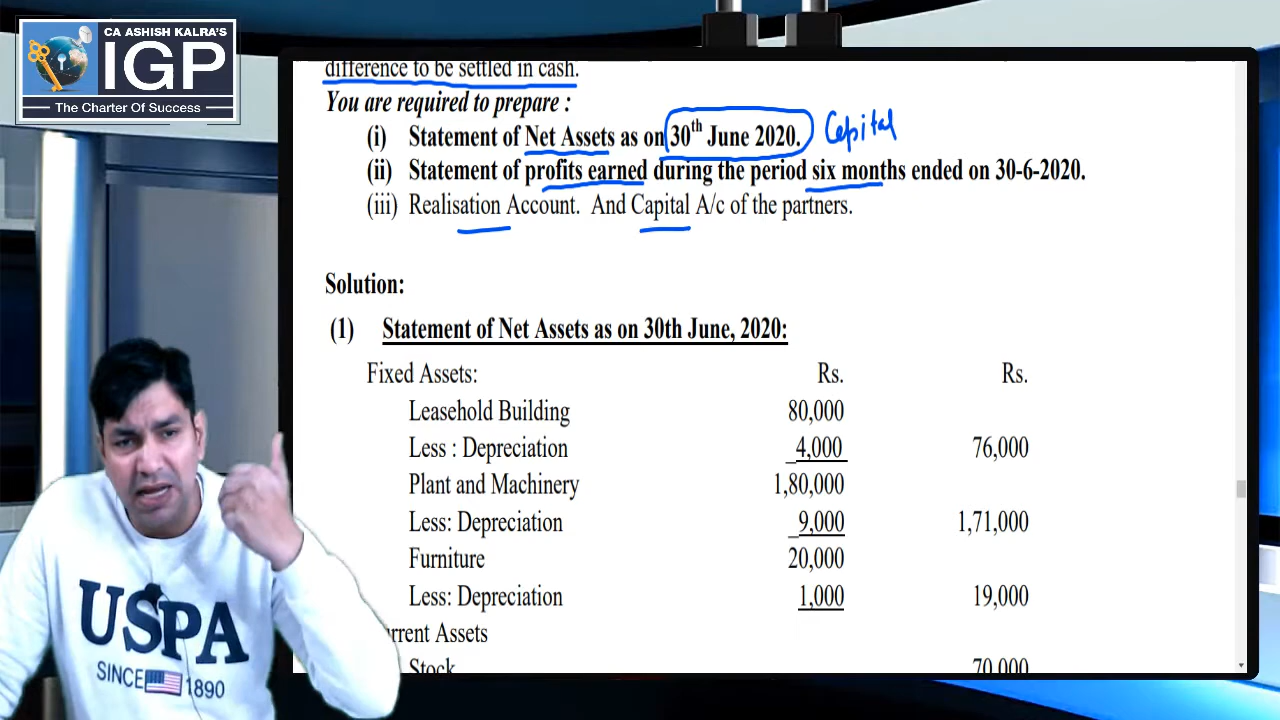 CA ASHISH KALRA'S
IGP
The Charter Of Success
difference to be settled in cash.
You are required to prepare :
(i) Statement of Net Assets as on 30th June 2020. Capital
(ii) Statement of profits earned during the period six months ended on 30-6-2020.
(iii) Realisation Account. And Capital A/c of the partners.
Solution:
(1) Statement of Net Assets as on 30th June, 2020:
Fixed Assets: Rs. Rs.
Leasehold Building 80,000
Less : Depreciation 4,000 76,000
Plant and Machinery 1,80,000
Less: Depreciation 9,000 1,71,000
Furniture 20,000
Less: Depreciation 1,000 19,000
rrent Assets
Stock 70,000
USPA
SINCE 1890